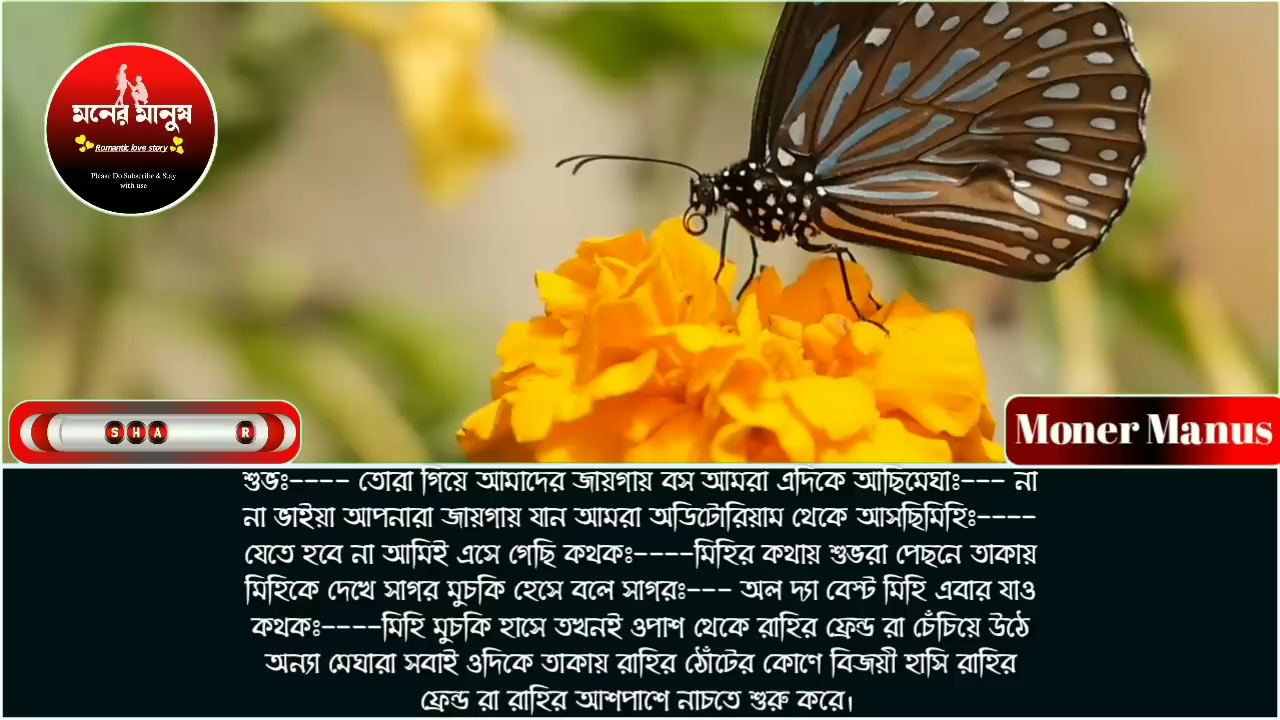 মনের মানুষ
Romantic love story
Please Do Subscribe & Stay
with use
S H A R
Moner Manus
শুভঃ---- তোরা গিয়ে আমাদের জায়গায় বস আমরা এদিকে আছিমেঘাঃ--- না
না ভাইয়া আপনারা জায়গায় যান আমরা অডিটোরিয়াম থেকে আসছিমিহিঃ----
যেতে হবে না আমিই এসে গেছি কথকঃ----মিহির কথায় শুভরা পেছনে তাকায়
মিহিকে দেখে সাগর মুচকি হেসে বলে সাগরঃ--- অল দ্যা বেস্ট মিহি এবার যাও
কথকঃ----মিহি মুচকি হাসে তখনই ওপাশ থেকে রাহির ফ্রেন্ড রা চেঁচিয়ে উঠে
অন্যা মেঘারা সবাই ওদিকে তাকায় রাহির ঠোঁটের কোণে বিজয়ী হাসি রাহির
ফ্রেন্ড রা রাহির আশপাশে নাচতে শুরু করে।